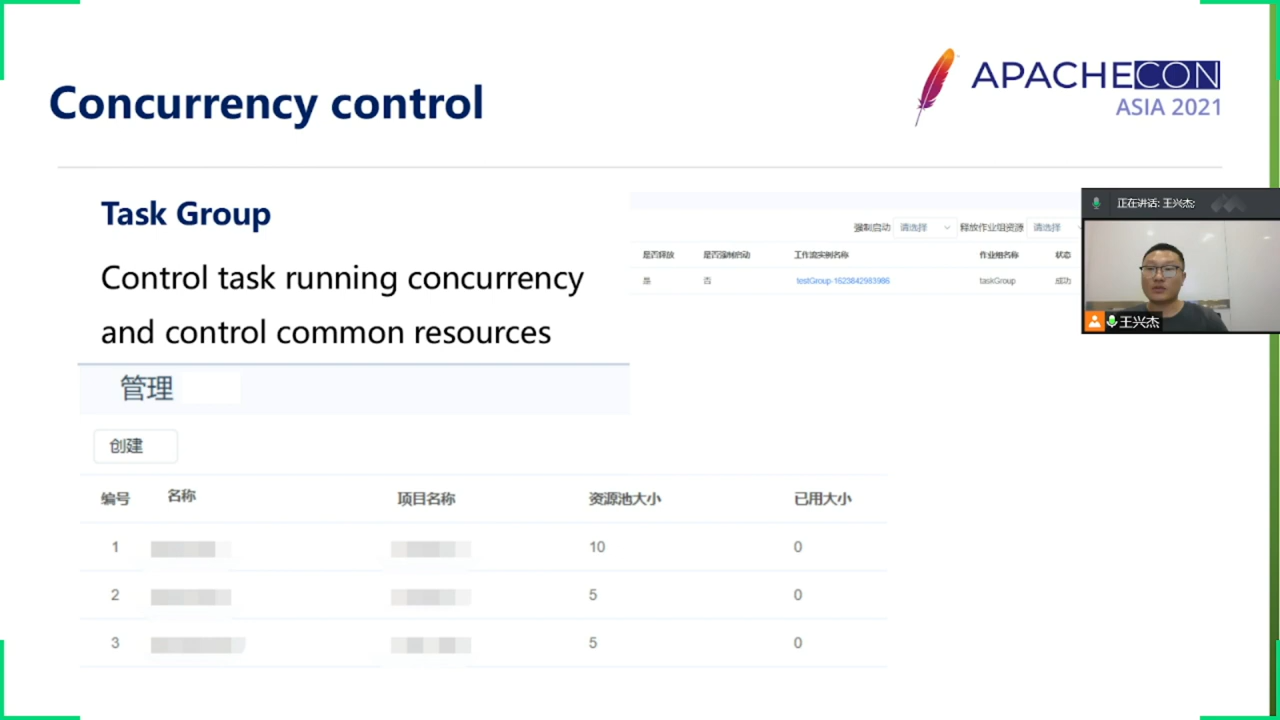 Concurrency control
APACHECON
ASIA 2021
Task Group
Control task running concurrency
and control common resources
强制启动 请选择 释放作业组资源 请选择
是否释放 是否强制启动 工作流实例名称 作业组名称 状态
是 否 testGroup-1623842983986 taskGroup 成功
正在讲话: 王兴杰;
王兴杰
管理
创建
编号 名称 项目名称 资源池大小 已用大小
1 10 0
2 5 0
3 5 0